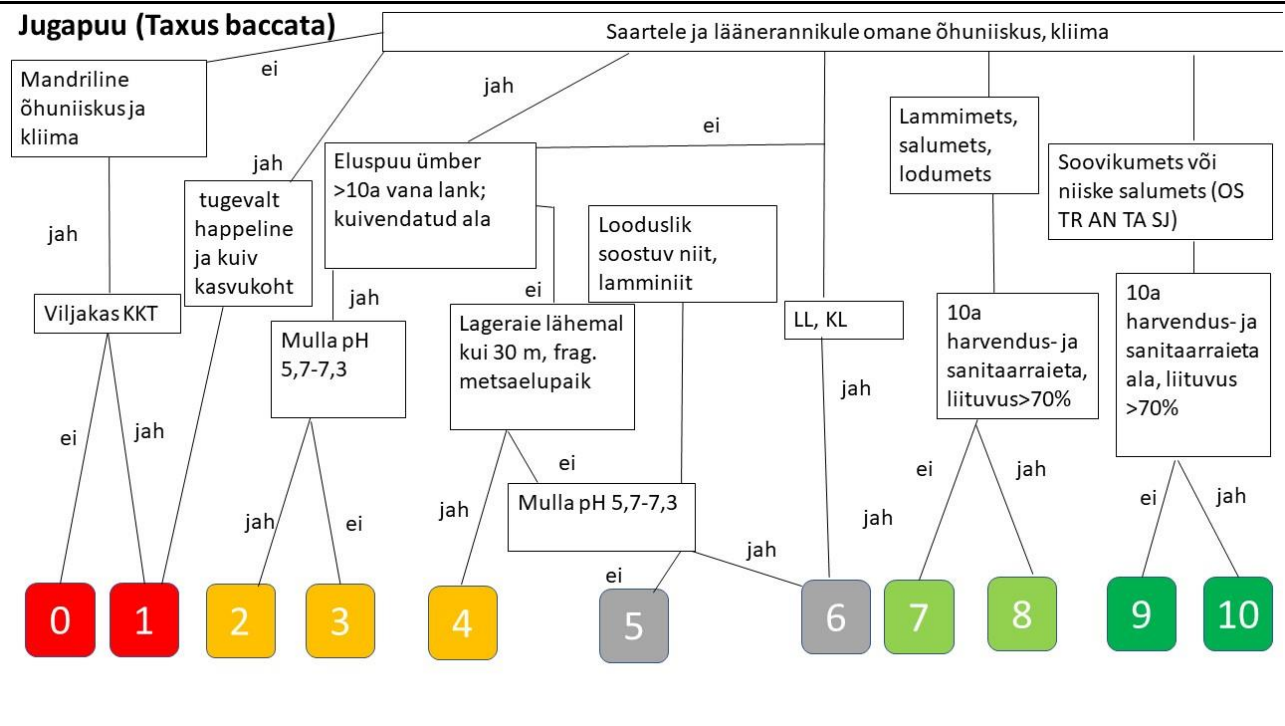 Jugapuu (Taxus baccata)
Saartele ja läänerannikule omane õhuniiskus, kliima
ei
Mandriline
õhuniiskus ja
kliima
jah
ei
Lammimets,
salumets,
lodumets
Eluspuu ümber
>10a vana lank;
kuivendatud ala
Soovikumets või
niiske salumets (OS
TR AN TA SJ)
jah
tugevalt
happeline
ja kuiv
kasvukoht
Looduslik
soostuv niit,
lamminiit
jah
10a
harvendus- ja
sanitaarraieta
ala, liituvus
>70%
ei
jah
Viljakas KKT
Lageraie lähemal
kui 30 m, frag.
metsaelupaik
LL, KL
10a
harvendus- ja
sanitaarraieta,
liituvus>70%
Mulla pH
5,7-7,3
jah
ei
jah
ei
ei
jah
Mulla pH 5,7-7,3
jah
ei
jah
jah
ei
jah
jah
ei
0
1
2
3
4
5
6
7
8
9
10